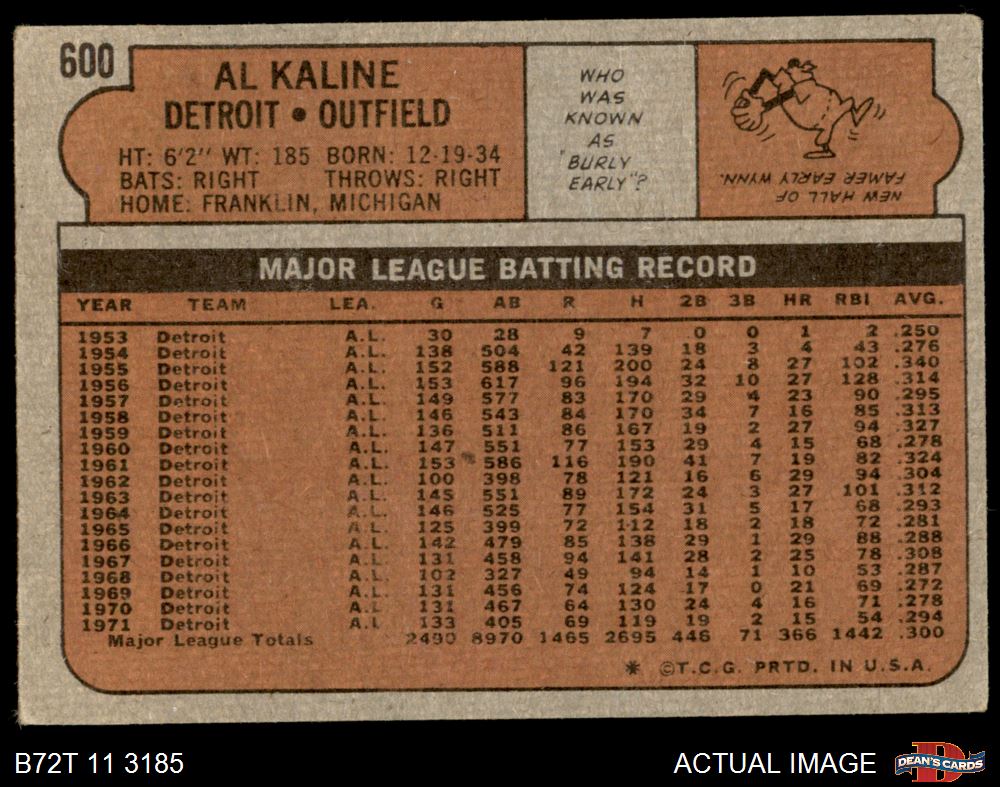 600
AL KALINE
DETROIT • OUTFIELD
HT: 6'2" WT: 185 BORN: 12-19-34
BATS: RIGHT THROWS: RIGHT
HOME: FRANKLIN, MICHIGAN
WHO
WAS
KNOWN
AS
"BURLY
EARLY"?
NEW HALL OF
FAMER EARLY WYNN.
MAJOR LEAGUE BATTING RECORD
YEAR TEAM LEA. G AB R H 2B 3B HR RBI AVG.
1953 Detroit A.L. 30 28 9 7 0 0 1 2 .250
1954 Detroit A.L. 138 504 42 139 18 3 4 43 .276
1955 Detroit A.L. 152 588 121 200 24 8 27 102 .340
1956 Detroit A.L. 153 617 96 194 32 10 27 128 .314
1957 Detroit A.L. 149 577 83 170 29 4 23 90 .295
1958 Detroit A.L. 146 543 84 170 34 7 16 85 .313
1959 Detroit A.L. 136 511 86 167 19 2 27 94 .327
1960 Detroit A.L. 147 551 77 153 29 4 15 68 .278
1961 Detroit A.L. 153 586 116 190 41 7 19 82 .324
1962 Detroit A.L. 100 398 78 121 16 6 29 94 .304
1963 Detroit A.L. 145 551 89 172 24 3 27 101 .312
1964 Detroit A.L. 146 525 77 154 31 5 17 68 .293
1965 Detroit A.L. 125 399 72 112 18 2 18 72 .281
1966 Detroit A.L. 142 479 85 138 29 1 29 88 .288
1967 Detroit A.L. 131 458 94 141 28 2 25 78 .308
1968 Detroit A.L. 102 327 49 94 14 1 10 53 .287
1969 Detroit A.L. 131 456 74 124 17 0 21 69 .272
1970 Detroit A.L. 131 467 64 130 24 4 16 71 .278
1971 Detroit A.L. 133 405 69 119 19 2 15 54 .294
Major League Totals 2490 8970 1465 2695 446 71 366 1442 .300
* ©T.C.G. PRTD. IN U.S.A.
B72T 11 3185
ACTUAL IMAGE
DEAN'S CARDS